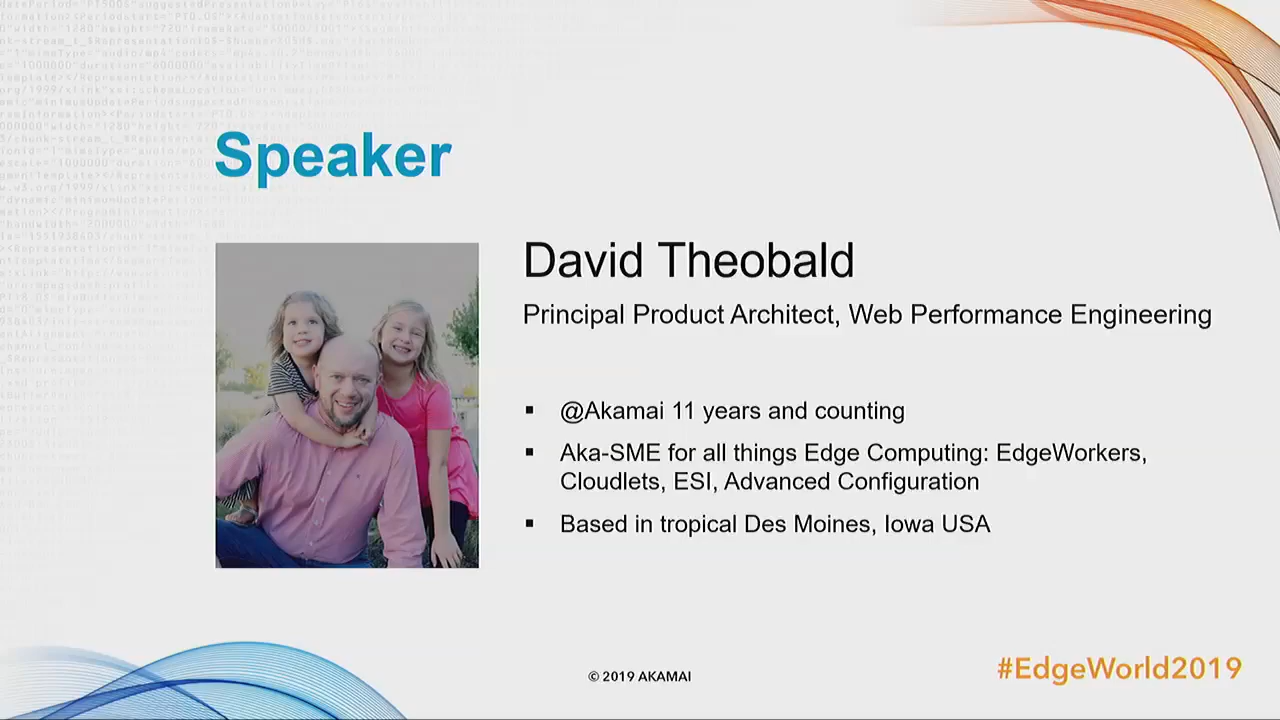 Speaker
David Theobald
Principal Product Architect, Web Performance Engineering
▪ @Akamai 11 years and counting
▪ Aka-SME for all things Edge Computing: EdgeWorkers,
Cloudlets, ESI, Advanced Configuration
▪ Based in tropical Des Moines, Iowa USA
© 2019 AKAMAI
#EdgeWorld2019